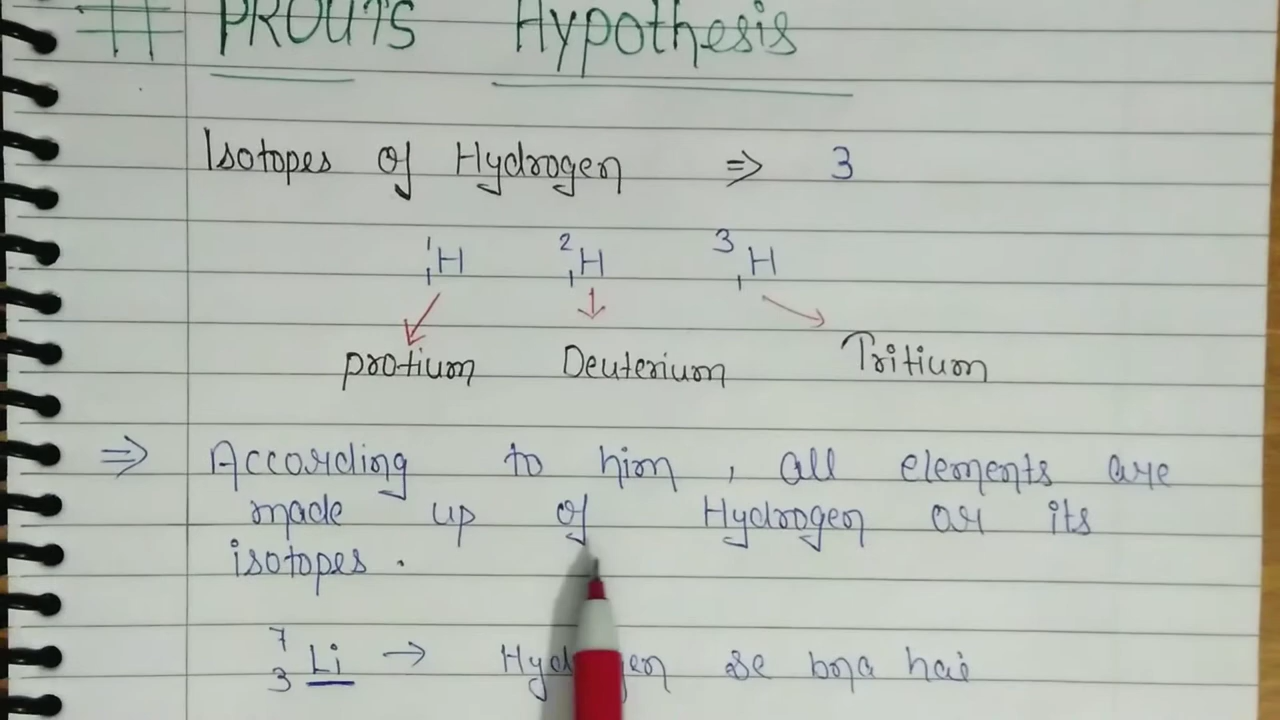 # PROUTS Hypothesis
Isotopes of Hydrogen => 3
¹₁H ²₁H ³₁H
protium Deuterium Tritium
=> According to him, all elements are
made up of Hydrogen or its
isotopes.
⁷₃Li → Hydrogen se bna hai